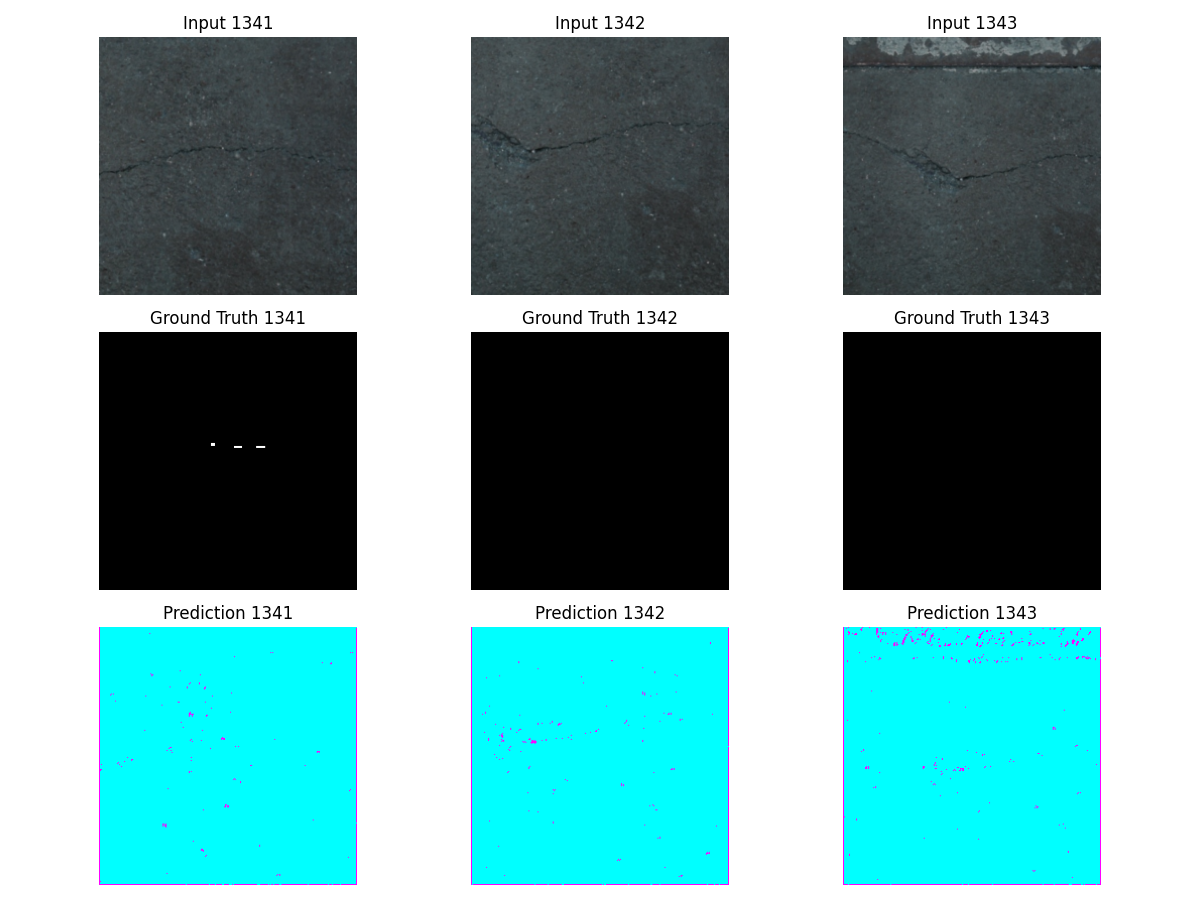 Input 1341
Input 1342
Input 1343
Ground Truth 1341
Ground Truth 1342
Ground Truth 1343
Prediction 1341
Prediction 1342
Prediction 1343